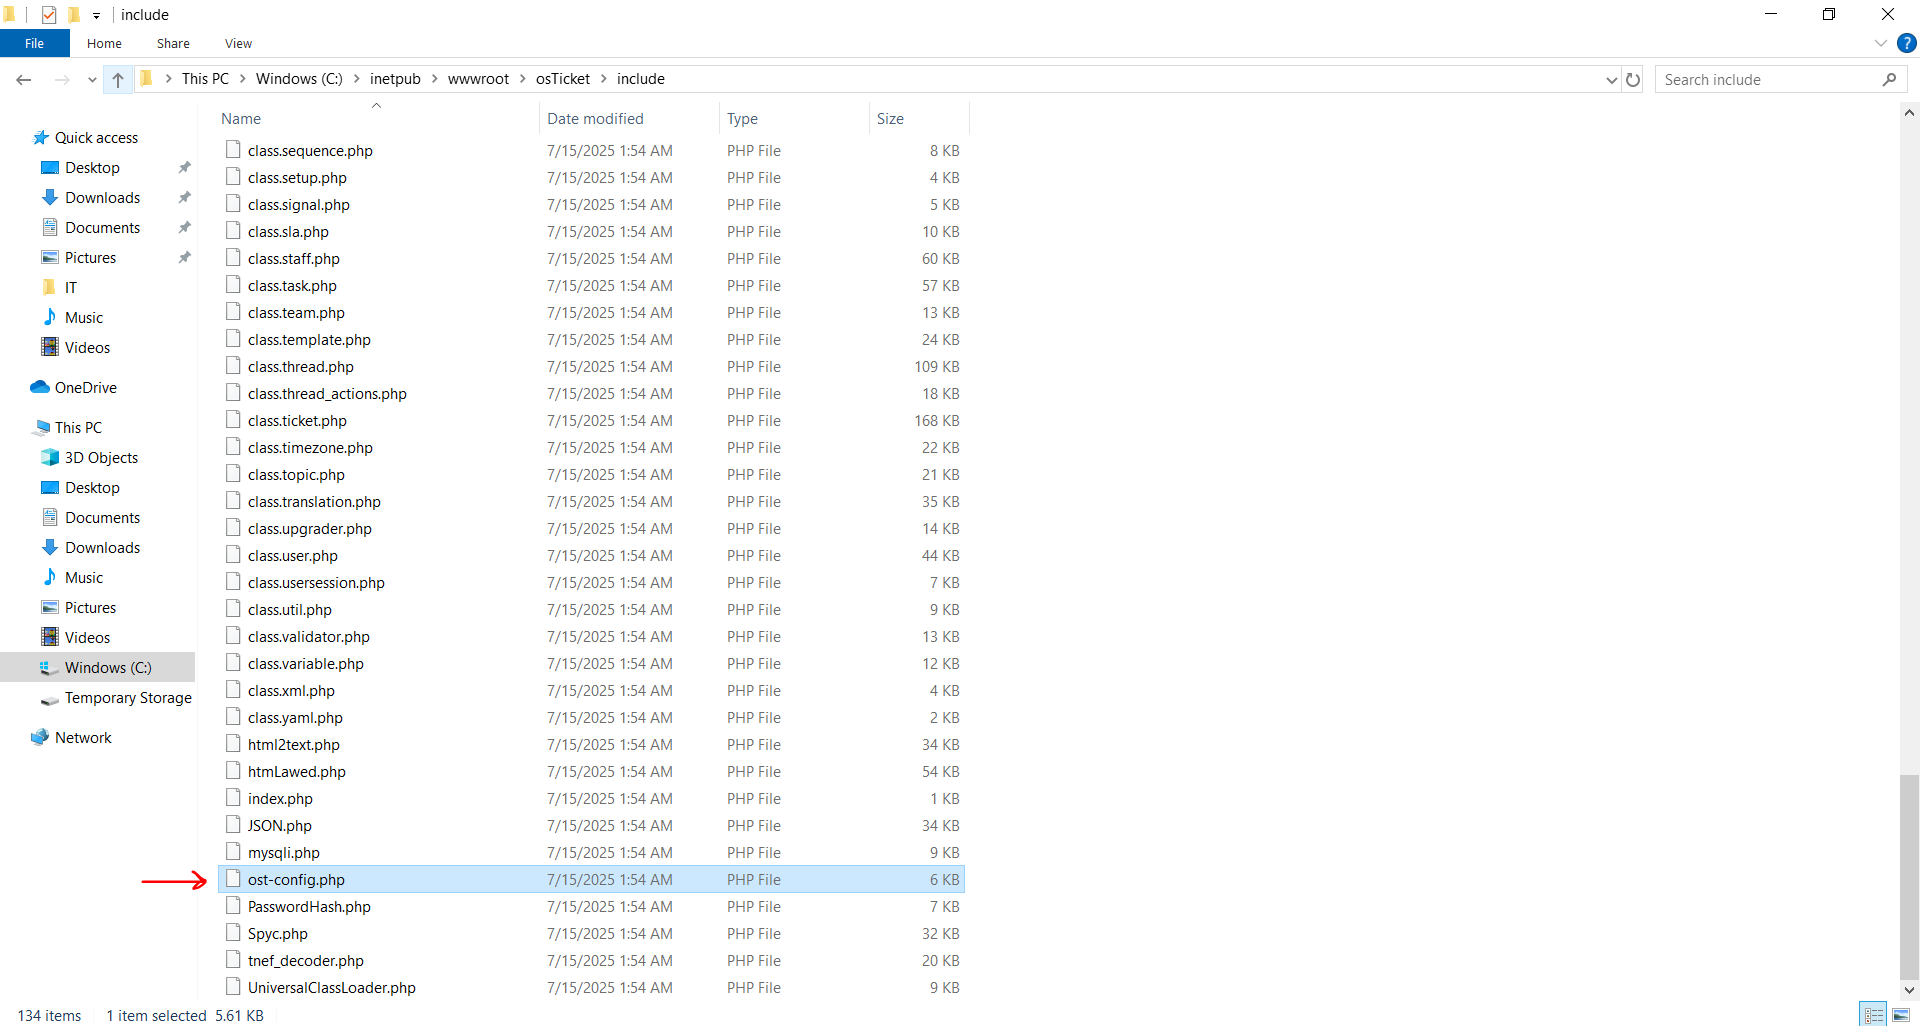 include
File Home Share View
This PC Windows (C:) inetpub wwwroot osTicket include
Search include
?
Quick access
Desktop
Downloads
Documents
Pictures
IT
Music
Videos
OneDrive
This PC
3D Objects
Desktop
Documents
Downloads
Music
Pictures
Videos
Windows (C:)
Temporary Storage
Network
Name Date modified Type Size
class.sequence.php 7/15/2025 1:54 AM PHP File 8 KB
class.setup.php 7/15/2025 1:54 AM PHP File 4 KB
class.signal.php 7/15/2025 1:54 AM PHP File 5 KB
class.sla.php 7/15/2025 1:54 AM PHP File 10 KB
class.staff.php 7/15/2025 1:54 AM PHP File 60 KB
class.task.php 7/15/2025 1:54 AM PHP File 57 KB
class.team.php 7/15/2025 1:54 AM PHP File 13 KB
class.template.php 7/15/2025 1:54 AM PHP File 24 KB
class.thread.php 7/15/2025 1:54 AM PHP File 109 KB
class.thread_actions.php 7/15/2025 1:54 AM PHP File 18 KB
class.ticket.php 7/15/2025 1:54 AM PHP File 168 KB
class.timezone.php 7/15/2025 1:54 AM PHP File 22 KB
class.topic.php 7/15/2025 1:54 AM PHP File 21 KB
class.translation.php 7/15/2025 1:54 AM PHP File 35 KB
class.upgrader.php 7/15/2025 1:54 AM PHP File 14 KB
class.user.php 7/15/2025 1:54 AM PHP File 44 KB
class.usersession.php 7/15/2025 1:54 AM PHP File 7 KB
class.util.php 7/15/2025 1:54 AM PHP File 9 KB
class.validator.php 7/15/2025 1:54 AM PHP File 13 KB
class.variable.php 7/15/2025 1:54 AM PHP File 12 KB
class.xml.php 7/15/2025 1:54 AM PHP File 4 KB
class.yaml.php 7/15/2025 1:54 AM PHP File 2 KB
html2text.php 7/15/2025 1:54 AM PHP File 34 KB
htmLawed.php 7/15/2025 1:54 AM PHP File 54 KB
index.php 7/15/2025 1:54 AM PHP File 1 KB
JSON.php 7/15/2025 1:54 AM PHP File 34 KB
mysqli.php 7/15/2025 1:54 AM PHP File 9 KB
ost-config.php 7/15/2025 1:54 AM PHP File 6 KB
PasswordHash.php 7/15/2025 1:54 AM PHP File 7 KB
Spyc.php 7/15/2025 1:54 AM PHP File 32 KB
tnef_decoder.php 7/15/2025 1:54 AM PHP File 20 KB
UniversalClassLoader.php 7/15/2025 1:54 AM PHP File 9 KB
134 items 1 item selected 5.61 KB